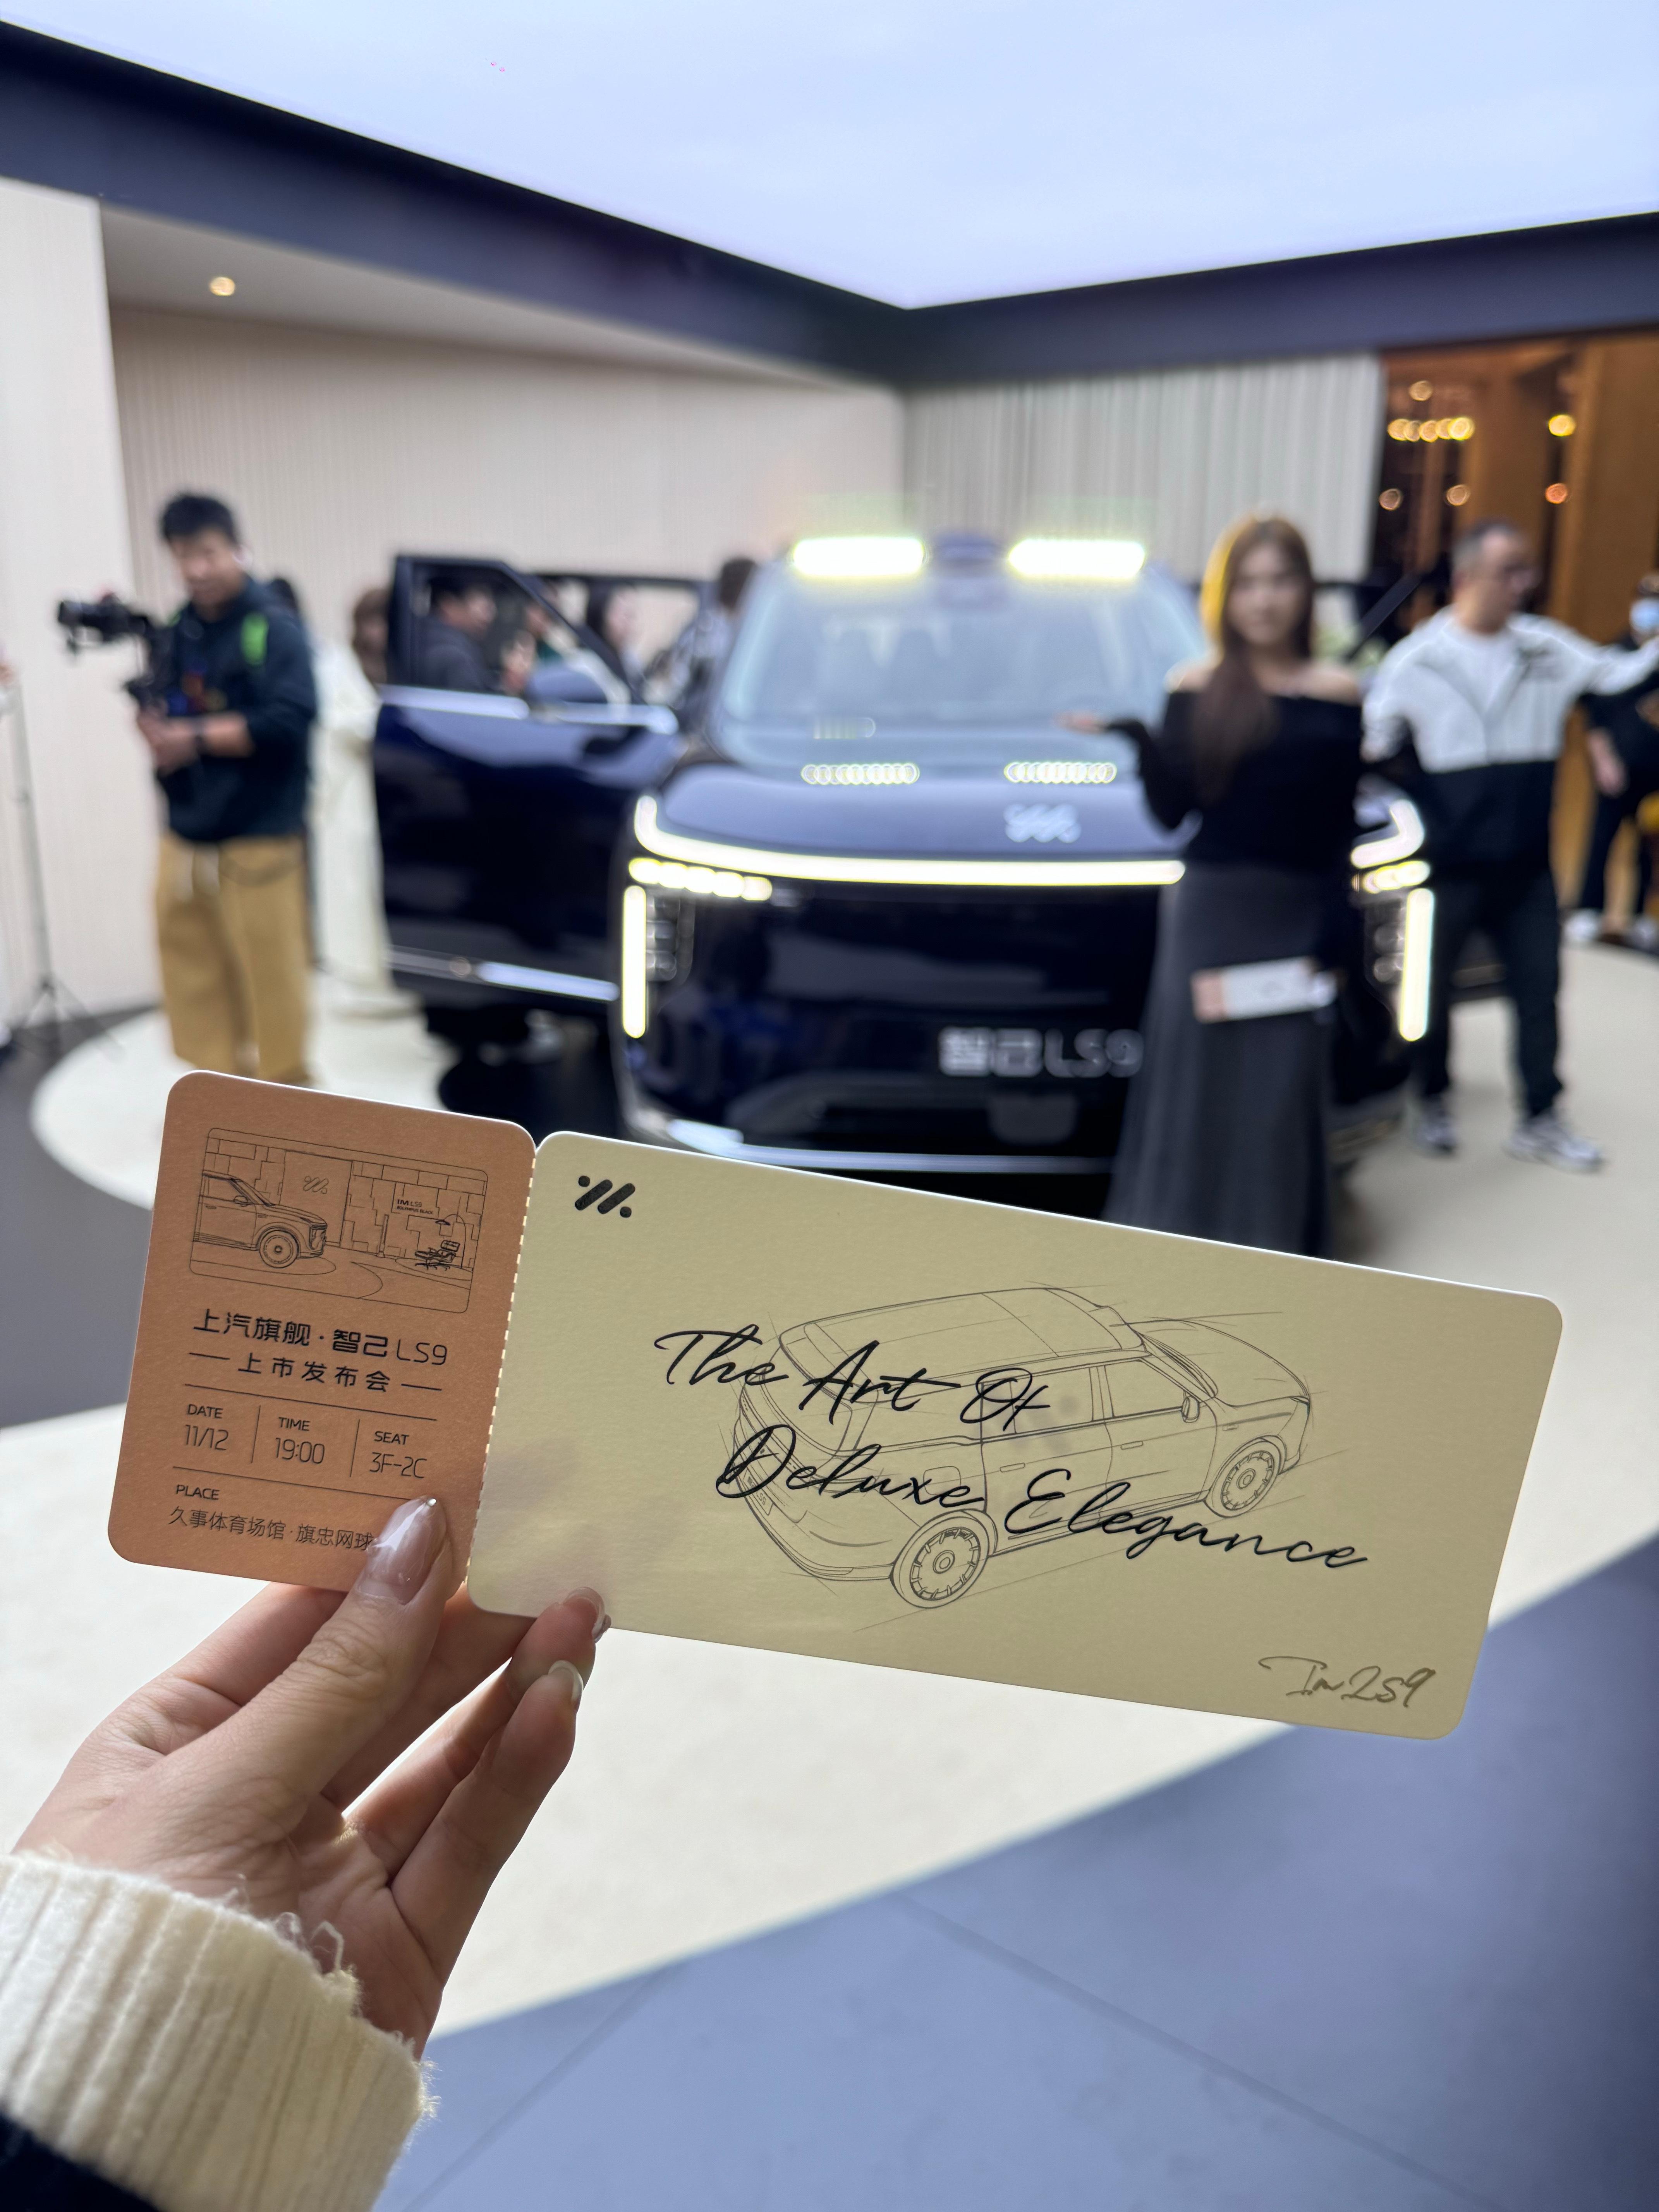 智己LS9
上汽旗舰·智己LS9
上市发布会
DATE
11/12
TIME
19:00
SEAT
3F-2C
PLACE
久事体育场馆·旗忠网球
The Art Of
Deluxe Elegance
Im LS9